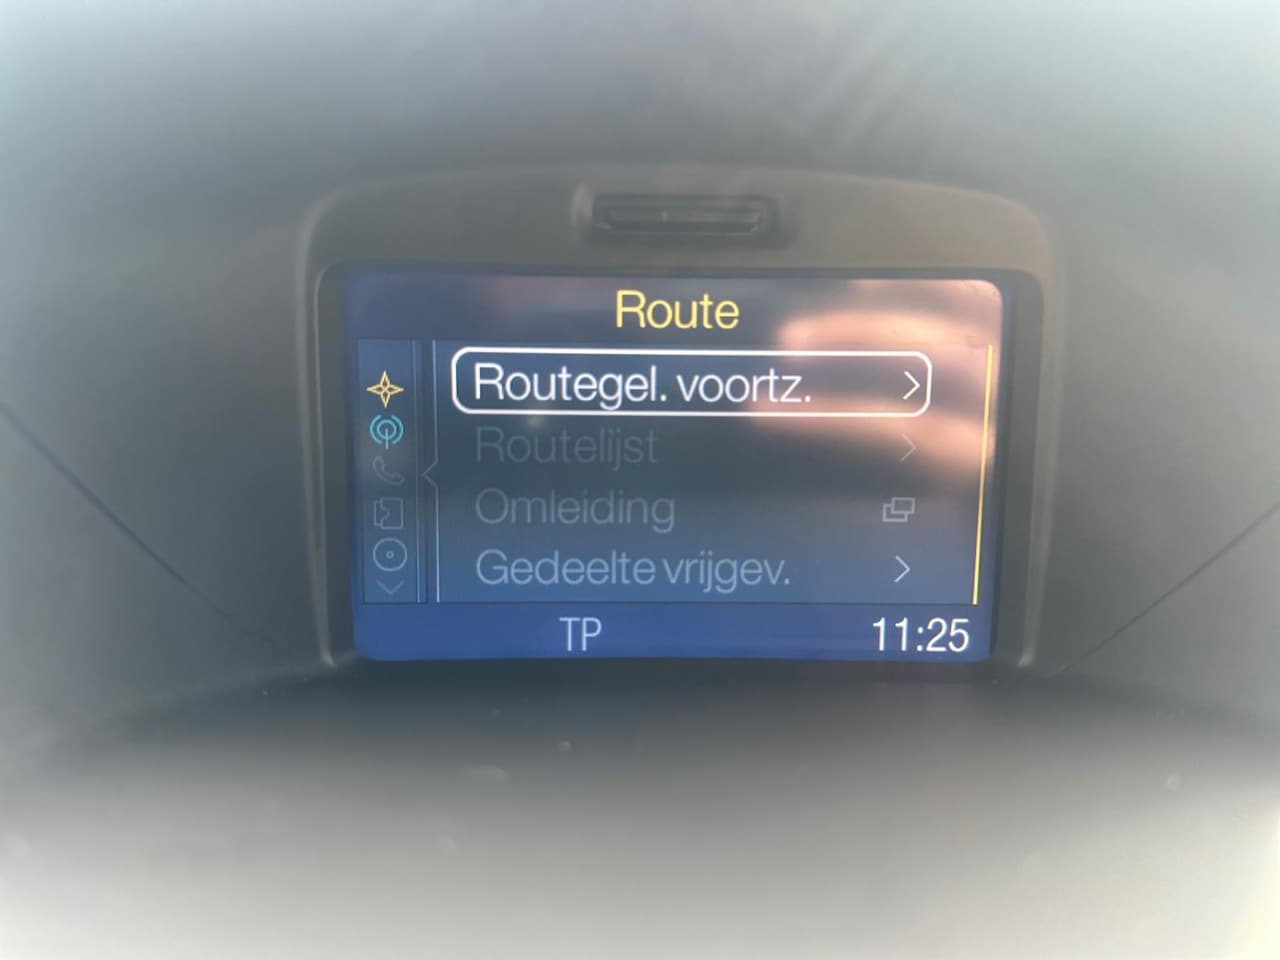 Route
Routegel. voortz.
Routelijst
Omleiding
Gedeelte vrijgev.
TP
11:25